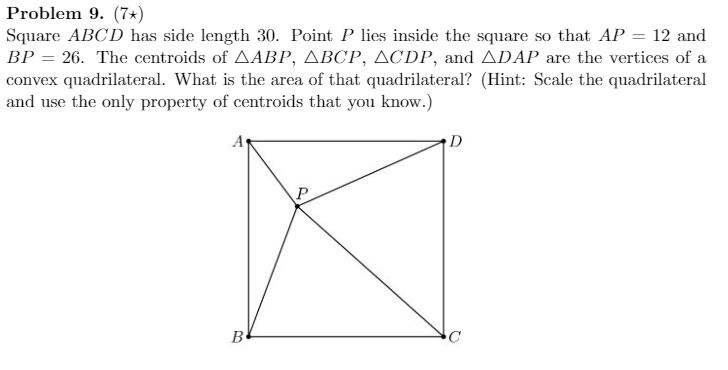 Problem 9. (7⋆)
Square ABCD has side length 30. Point P lies inside the square so that AP = 12 and
BP = 26. The centroids of △ABP, △BCP, △CDP, and △DAP are the vertices of a
convex quadrilateral. What is the area of that quadrilateral? (Hint: Scale the quadrilateral
and use the only property of centroids that you know.)
A D
P
B C